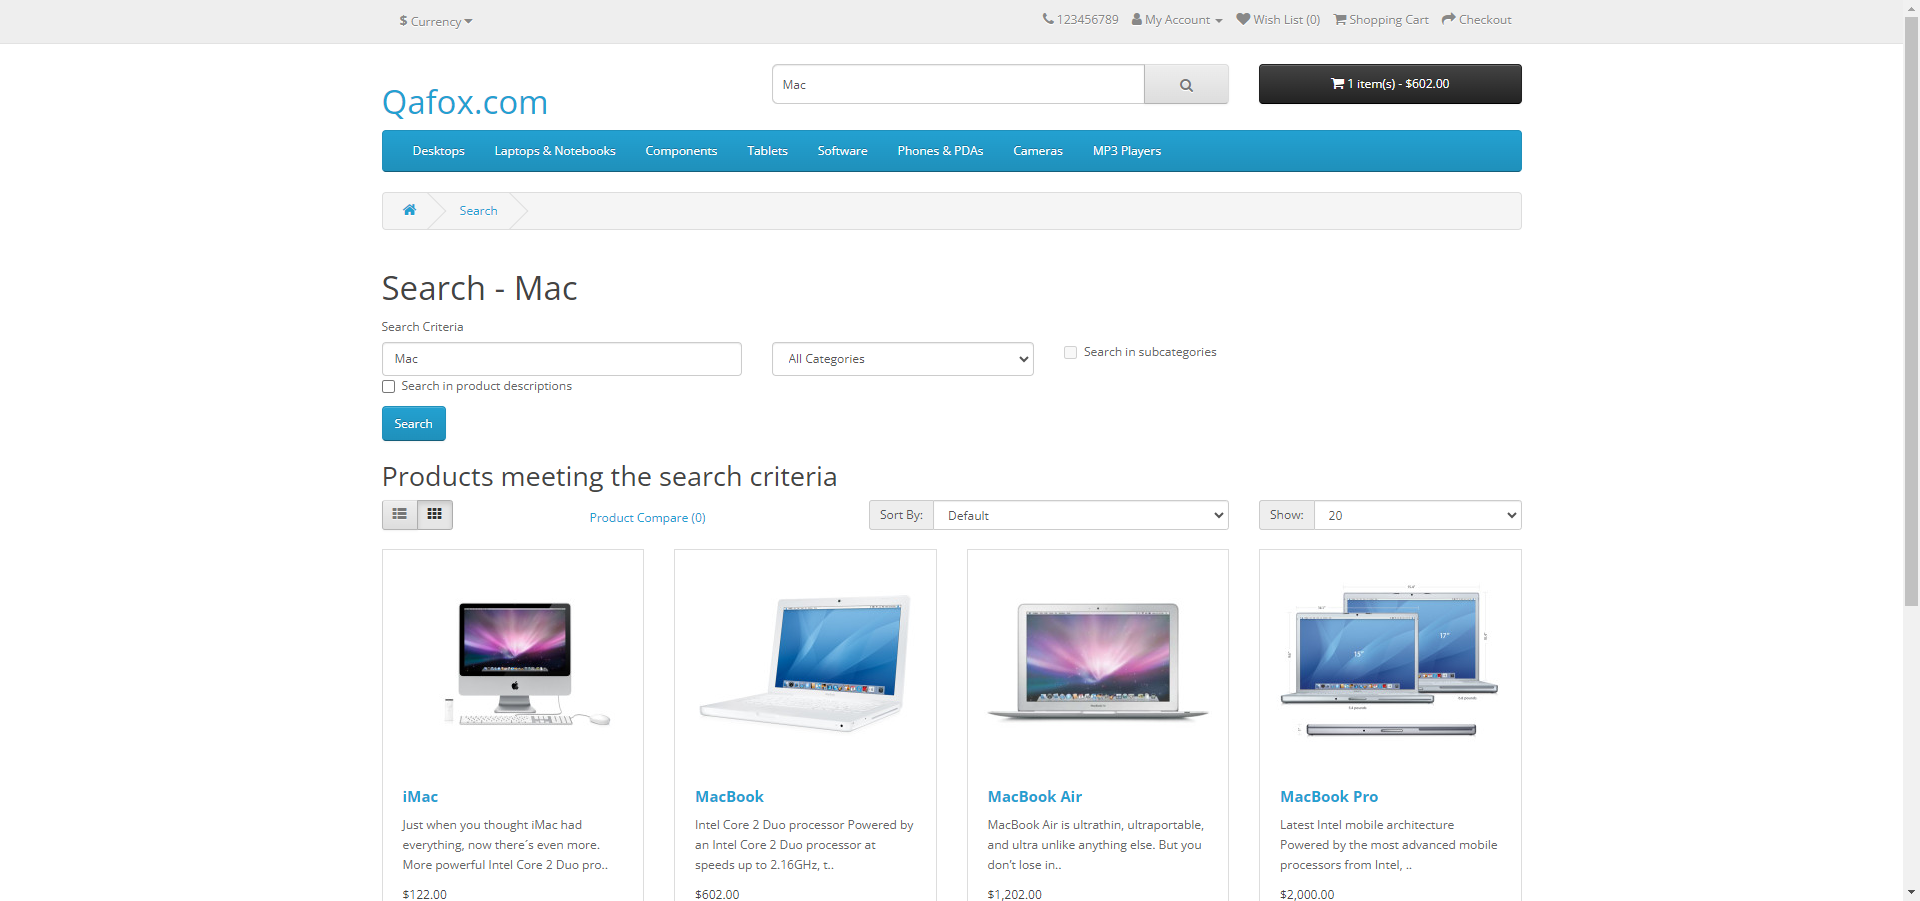 $ Currency
123456789 My Account Wish List (0) Shopping Cart Checkout
Qafox.com
Mac
1 item(s) - $602.00
Desktops Laptops & Notebooks Components Tablets Software Phones & PDAs Cameras MP3 Players
Search
Search - Mac
Search Criteria
Mac
All Categories
Search in subcategories
Search in product descriptions
Search
Products meeting the search criteria
Product Compare (0)
Sort By: Default
Show: 20
15"
17"
iMac
Just when you thought iMac had
everything, now there´s even more.
More powerful Intel Core 2 Duo pro..
$122.00
MacBook
Intel Core 2 Duo processor Powered by
an Intel Core 2 Duo processor at
speeds up to 2.16GHz, t..
$602.00
MacBook Air
MacBook Air is ultrathin, ultraportable,
and ultra unlike anything else. But you
don't lose in..
$1,202.00
MacBook Pro
Latest Intel mobile architecture
Powered by the most advanced mobile
processors from Intel, ..
$2,000.00